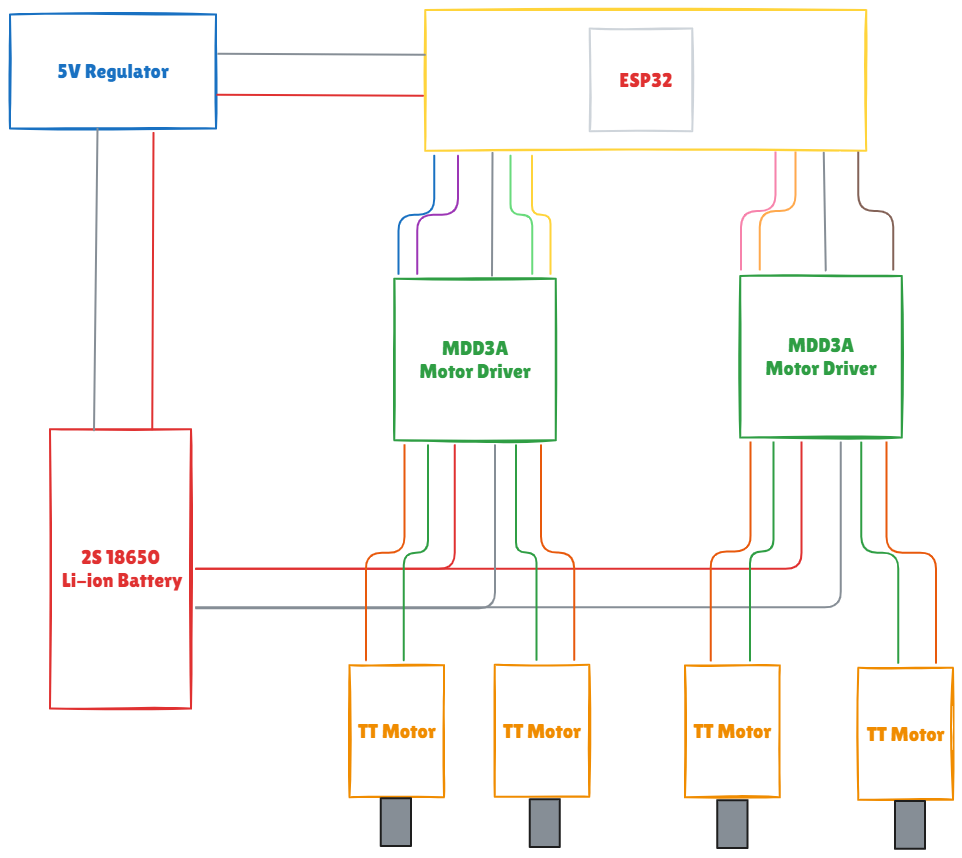 5V Regulator
ESP32
MDD3A
Motor Driver
MDD3A
Motor Driver
2S 18650
Li-ion Battery
TT Motor
TT Motor
TT Motor
TT Motor